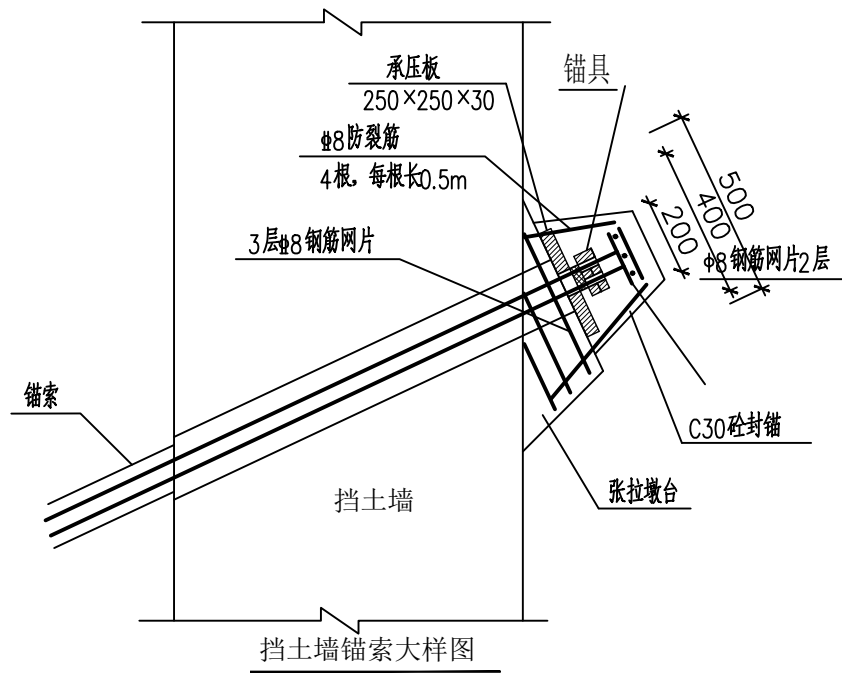 承压板
250×250×30
锚具
ф8防裂筋
4根，每根长0.5m
3层ф8钢筋网片
500
400
200
ф8钢筋网片2层
锚索
C30砼封锚
张拉墩台
挡土墙
挡土墙锚索大样图